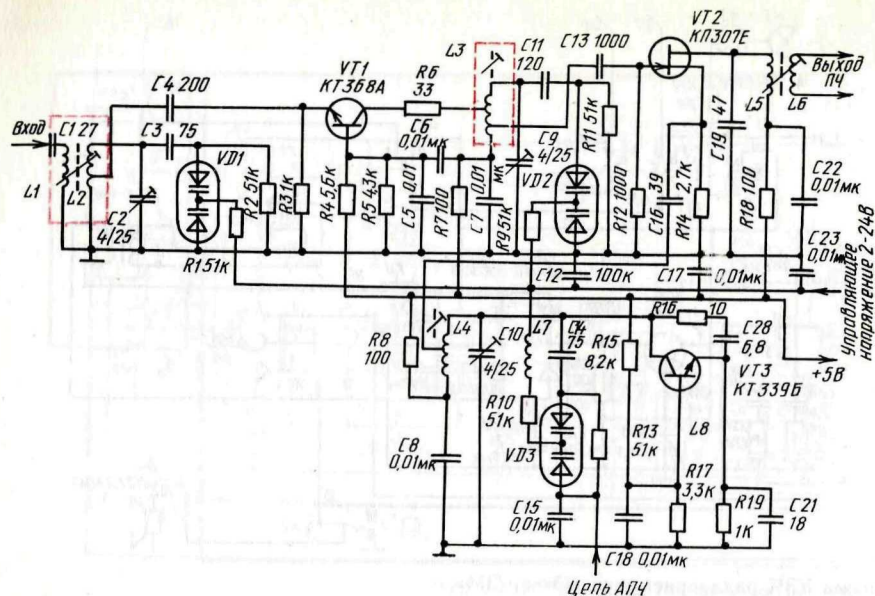 VT2
КП307Е
L3
C11
120
C13 1000
VT1
КТ368А
R6
33
C4 200
Выход
ПЧ
L5
L6
Вход
C1 27
C3
75
C6
0,01мк
C9
4/25
R11 51к
C19 47
VD1
VD2
L1
L2
C2
4/25
R1 51к
R2 51к
R3 1к
R4 5,6к
R5 4,3к
C5 0,01
R7 100
C7 0,01
мк
R9 51к
R12 1000
C16 39
R14 2,7к
R18 100
C22
0,01мк
C23
0,01мк
C12
100к
C17
0,01мк
Управляющее
напряжение 2-24В
R8
100
L4
C10
4/25
L7
C14
75
R15
8,2к
R16
10
C28
6,8
VT3
КТ339Б
+5В
R10
51к
VD3
R13
51к
L8
C8
0,01мк
C15
0,01мк
R17
3,3к
R19
1К
C21
18
C18 0,01мк
Цепь АПЧ